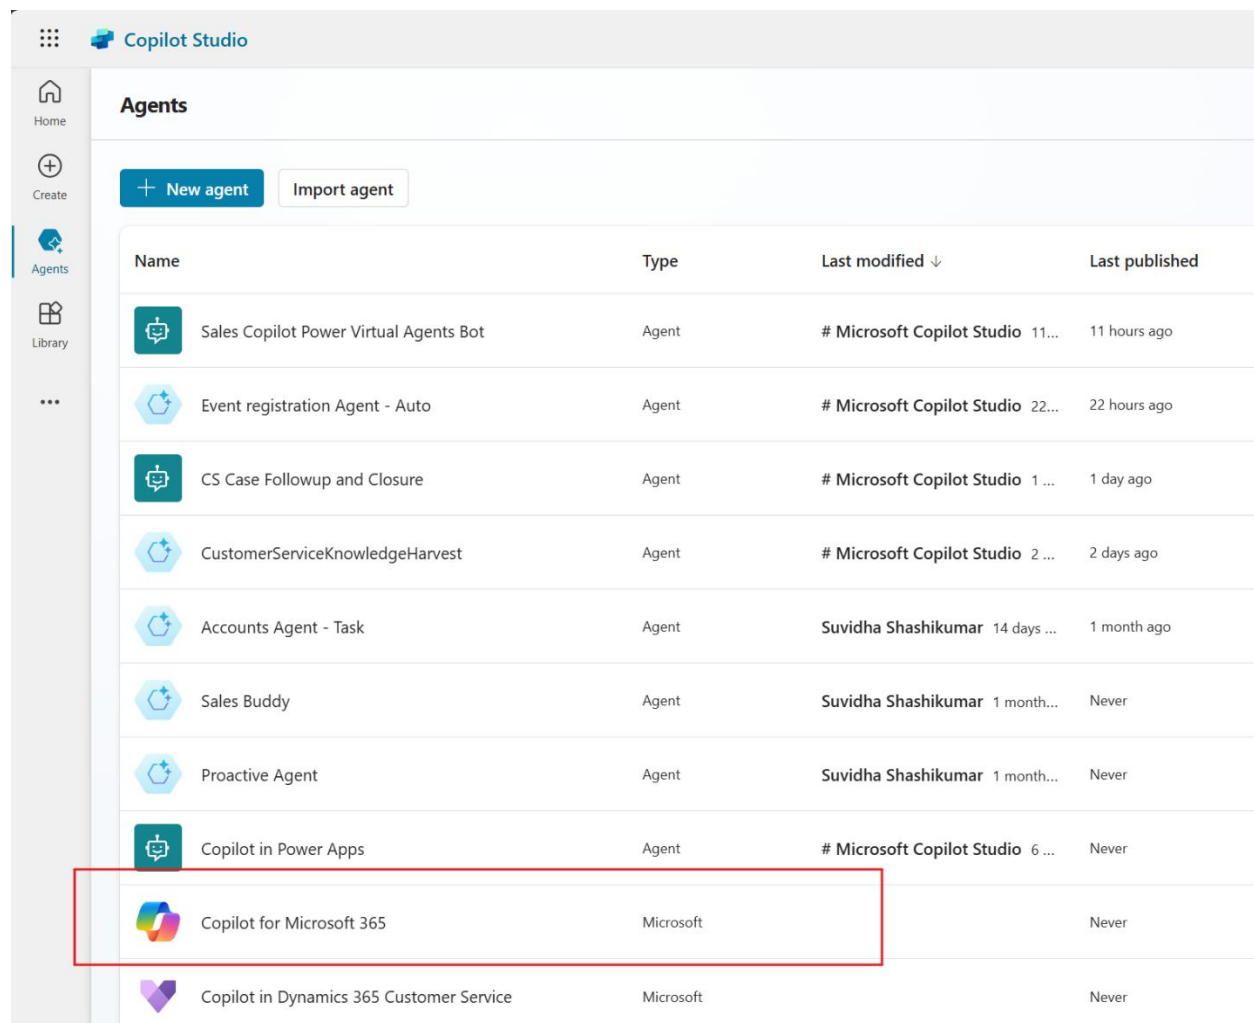 Copilot Studio
Home
Create
Agents
Library
Agents
New agent Import agent
Name Type Last modified ↓ Last published
Sales Copilot Power Virtual Agents Bot Agent # Microsoft Copilot Studio 11... 11 hours ago
Event registration Agent - Auto Agent # Microsoft Copilot Studio 22... 22 hours ago
CS Case Followup and Closure Agent # Microsoft Copilot Studio 1 ... 1 day ago
CustomerServiceKnowledgeHarvest Agent # Microsoft Copilot Studio 2 ... 2 days ago
Accounts Agent - Task Agent Suvidha Shashikumar 14 days ... 1 month ago
Sales Buddy Agent Suvidha Shashikumar 1 month... Never
Proactive Agent Agent Suvidha Shashikumar 1 month... Never
Copilot in Power Apps Agent # Microsoft Copilot Studio 6 ... Never
Copilot for Microsoft 365 Microsoft Never
Copilot in Dynamics 365 Customer Service Microsoft Never